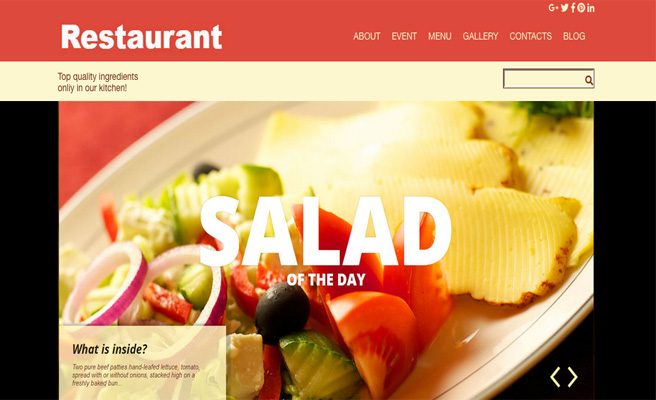 Restaurant
ABOUT EVENT MENU GALLERY CONTACTS BLOG
Top quality ingredients
onliy in our kitchen!
SALAD
OF THE DAY
What is inside?
Two pure beef patties hand-leafed lettuce, tomato,
spread with or without onions, stacked high on a
freshly baked bun...